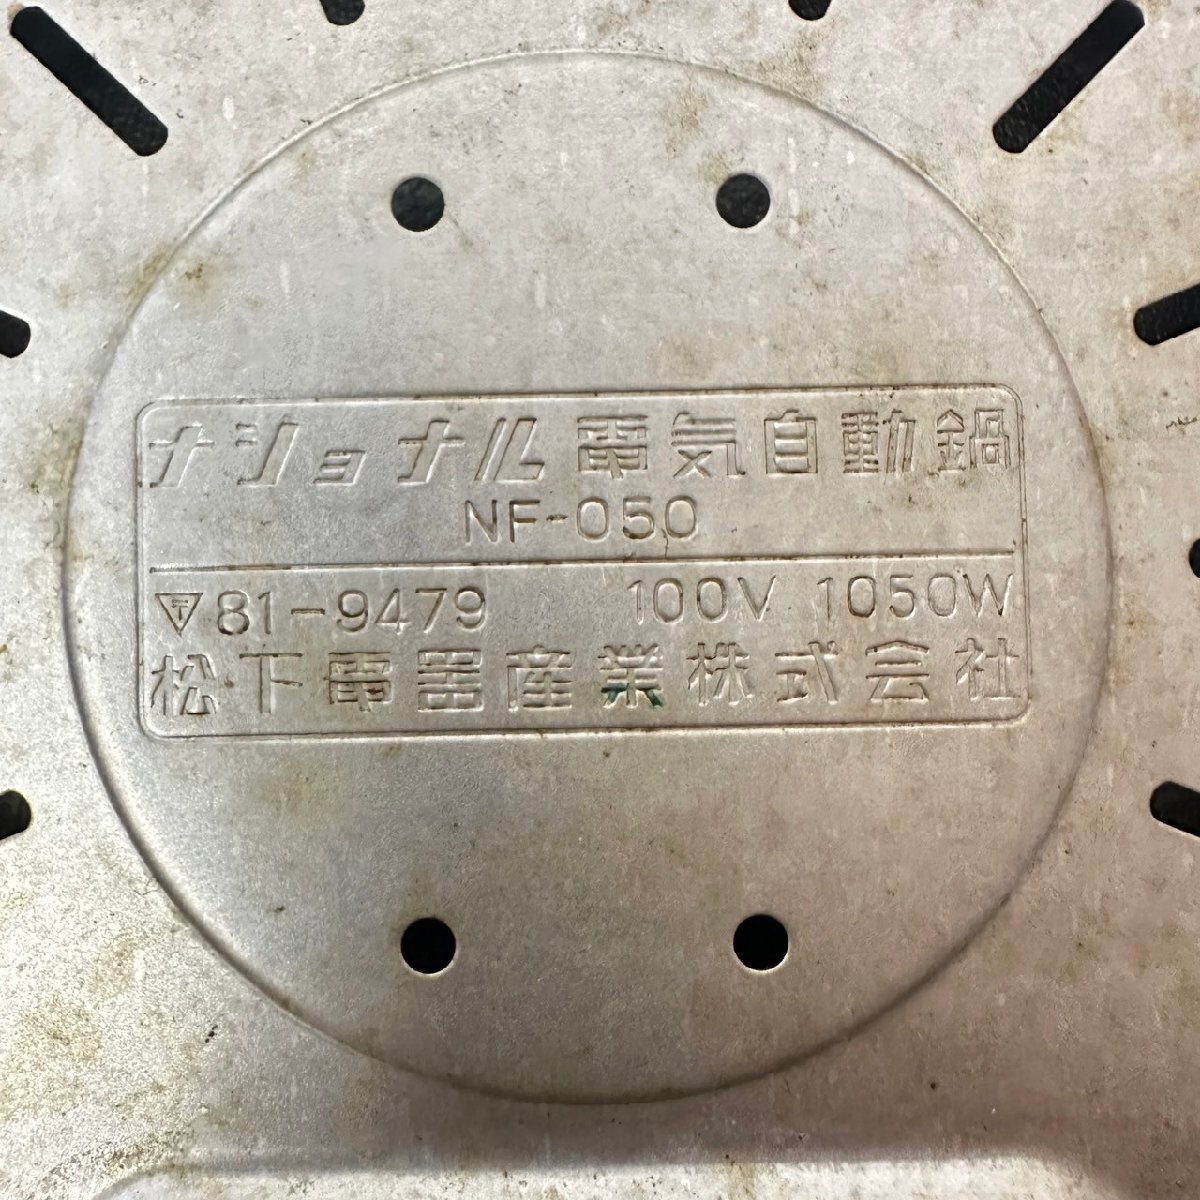 ナショナル電気自動鍋
NF-050
▽〒81-9479 100V 1050W
松下電器産業株式会社